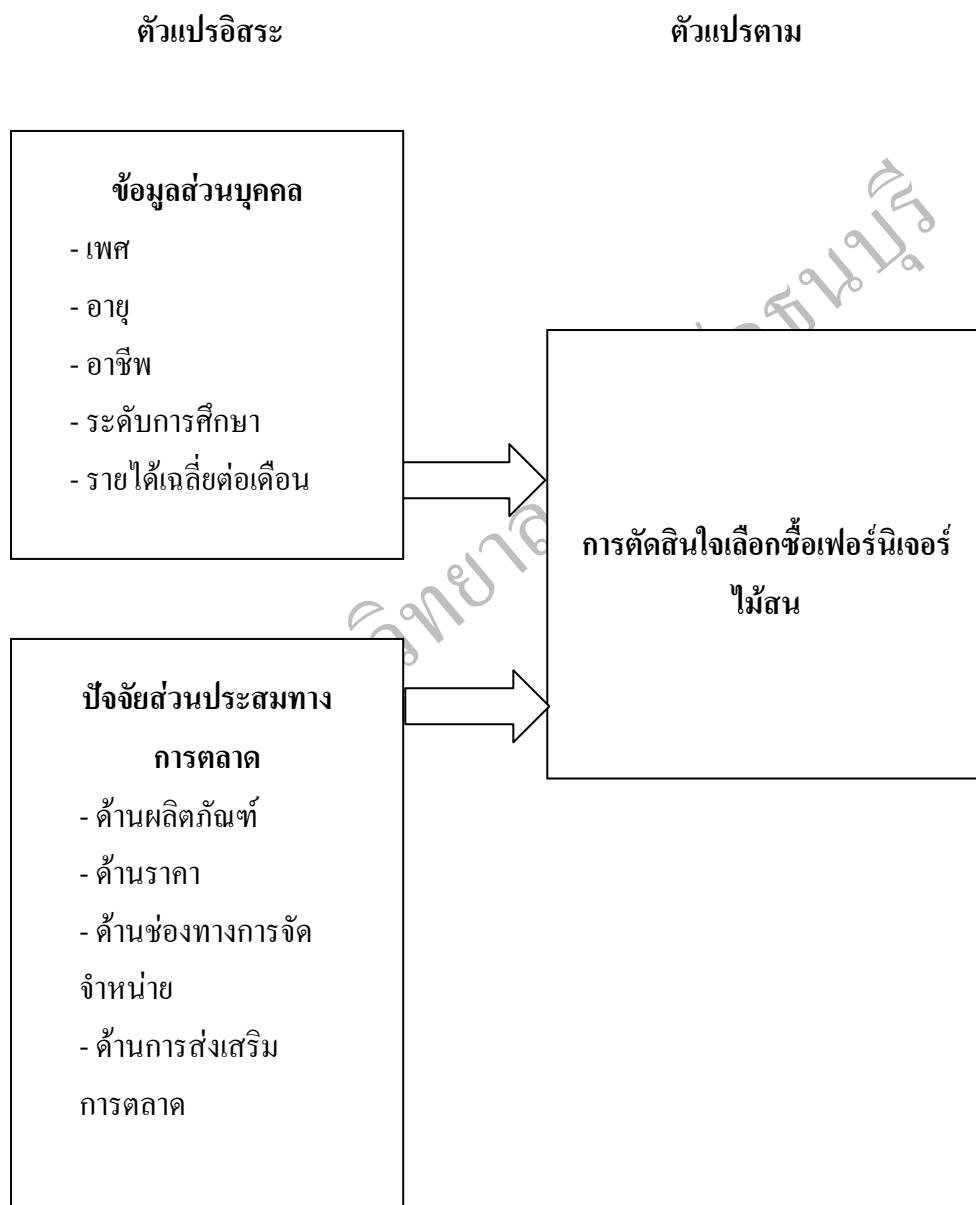 ตัวแปรอิสระ
ตัวแปรตาม
ข้อมูลส่วนบุคคล
- เพศ
- อายุ
- อาชีพ
- ระดับการศึกษา
- รายได้เฉลี่ยต่อเดือน
ปัจจัยส่วนประสมทาง
การตลาด
- ด้านผลิตภัณฑ์
- ด้านราคา
- ด้านช่องทางการจัด
จำหน่าย
- ด้านการส่งเสริม
การตลาด
การตัดสินใจเลือกซื้อเฟอร์นิเจอร์
ไม้สน